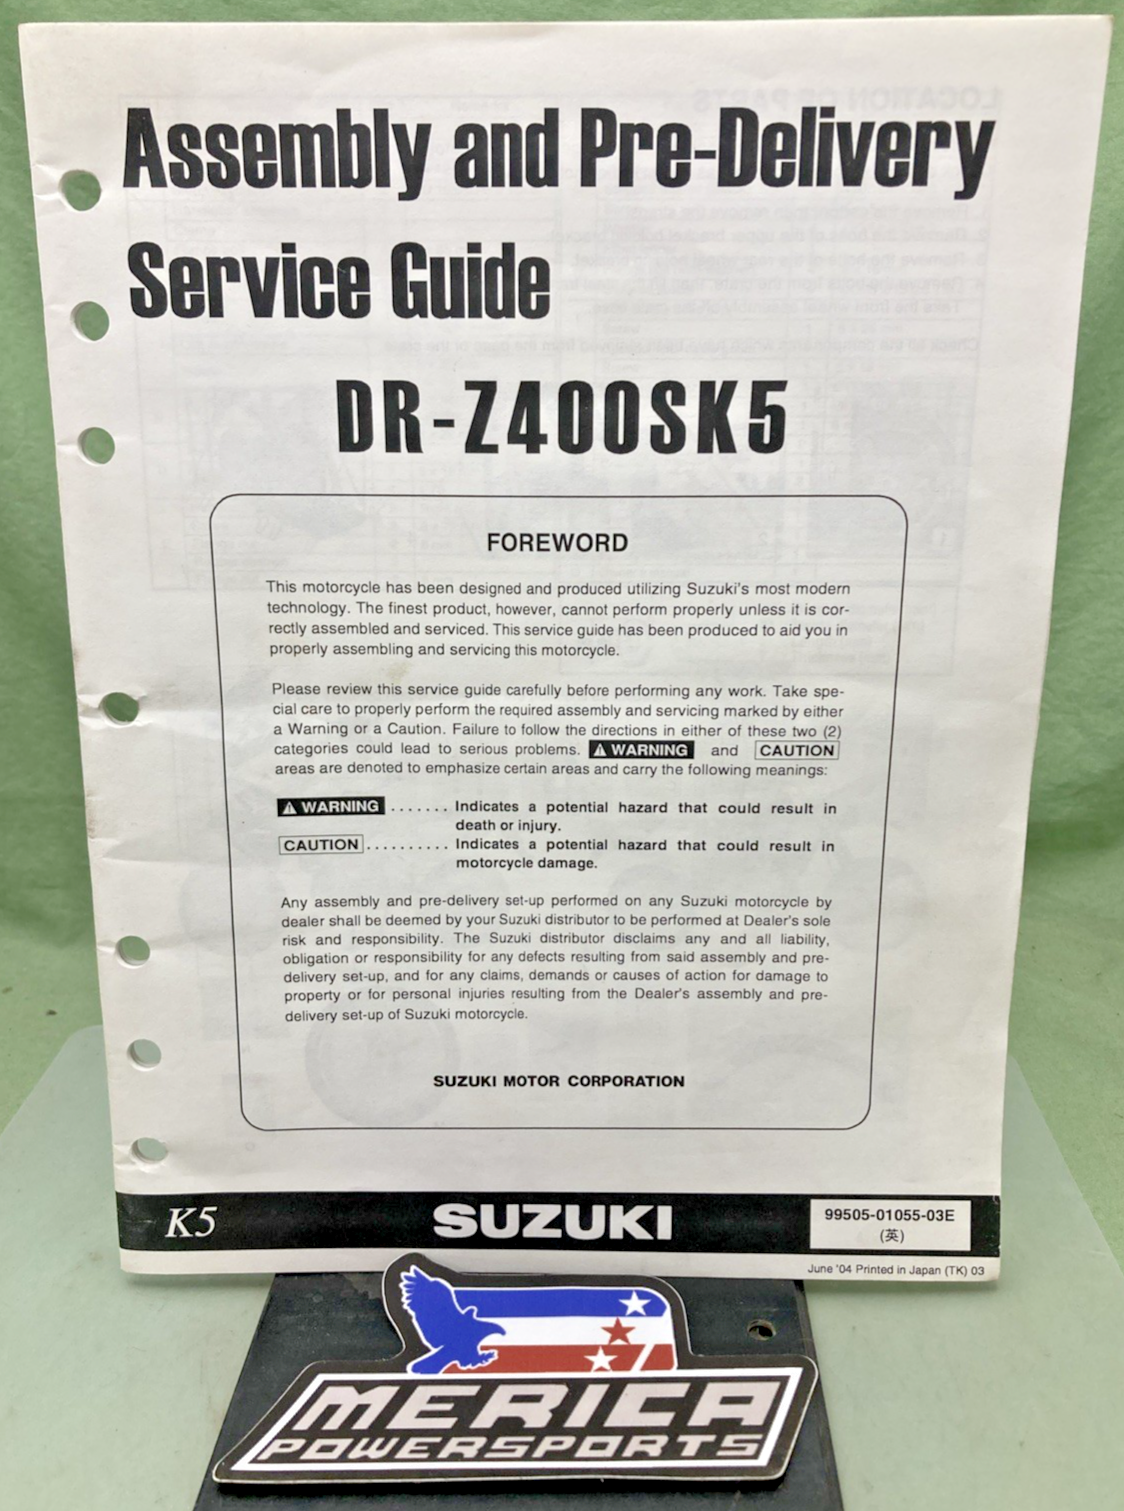 Assembly and Pre-Delivery
Service Guide
DR-Z400SK5
FOREWORD
This motorcycle has been designed and produced utilizing Suzuki's most modern
technology. The finest product, however, cannot perform properly unless it is cor-
rectly assembled and serviced. This service guide has been produced to aid you in
properly assembling and servicing this motorcycle.
Please review this service guide carefully before performing any work. Take spe-
cial care to properly perform the required assembly and servicing marked by either
a Warning or a Caution. Failure to follow the directions in either of these two (2)
categories could lead to serious problems. ⚠ WARNING and CAUTION
areas are denoted to emphasize certain areas and carry the following meanings:
⚠ WARNING ....... Indicates a potential hazard that could result in
death or injury.
CAUTION .......... Indicates a potential hazard that could result in
motorcycle damage.
Any assembly and pre-delivery set-up performed on any Suzuki motorcycle by
dealer shall be deemed by your Suzuki distributor to be performed at Dealer's sole
risk and responsibility. The Suzuki distributor disclaims any and all liability,
obligation or responsibility for any defects resulting from said assembly and pre-
delivery set-up, and for any claims, demands or causes of action for damage to
property or for personal injuries resulting from the Dealer's assembly and pre-
delivery set-up of Suzuki motorcycle.
SUZUKI MOTOR CORPORATION
K5 SUZUKI 99505-01055-03E
(英)
June '04 Printed in Japan (TK) 03
MERICA
POWERSPORTS